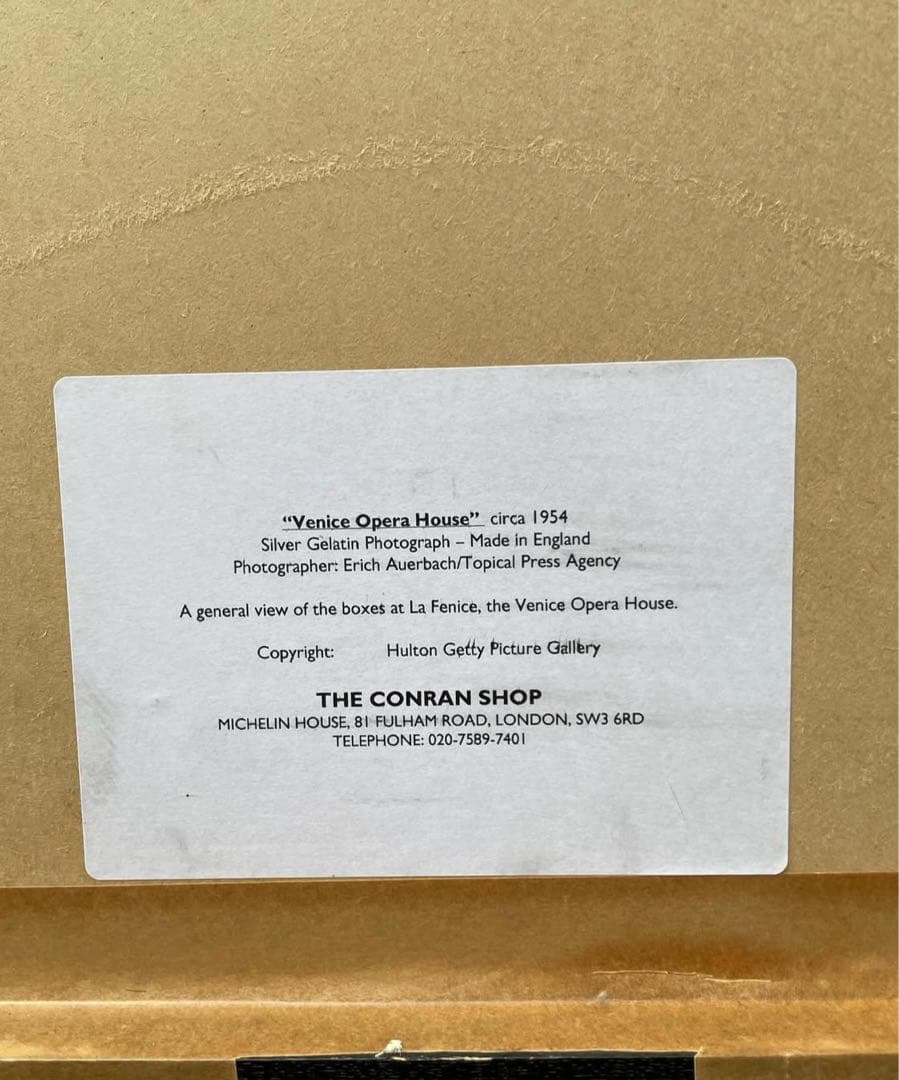 “Venice Opera House” circa 1954
Silver Gelatin Photograph – Made in England
Photographer: Erich Auerbach/Topical Press Agency
A general view of the boxes at La Fenice, the Venice Opera House.
Copyright: Hulton Getty Picture Gallery
THE CONRAN SHOP
MICHELIN HOUSE, 81 FULHAM ROAD, LONDON, SW3 6RD
TELEPHONE: 020-7589-7401